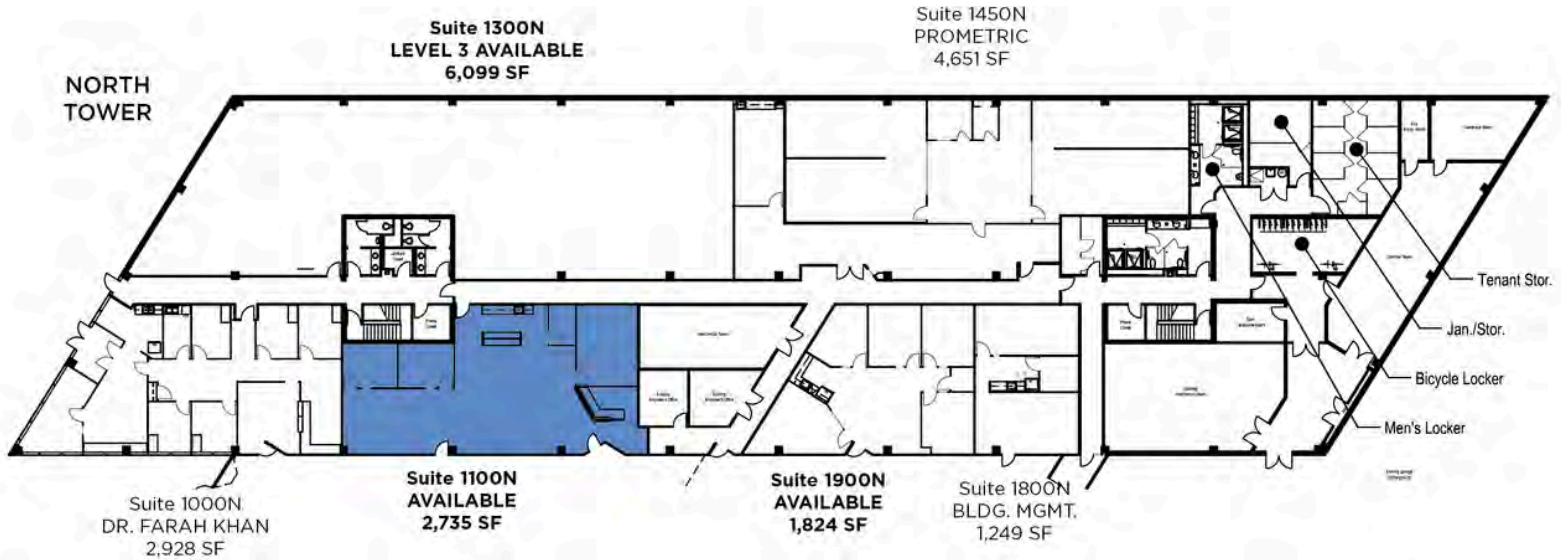 Suite 1300N
LEVEL 3 AVAILABLE
6,099 SF
Suite 1450N
PROMETRIC
4,651 SF
NORTH
TOWER
Tenant Stor.
Jan./Stor.
Bicycle Locker
Men's Locker
Suite 1000N
DR. FARAH KHAN
2,928 SF
Suite 1100N
AVAILABLE
2,735 SF
Suite 1900N
AVAILABLE
1,824 SF
Suite 1800N
BLDG. MGMT.
1,249 SF